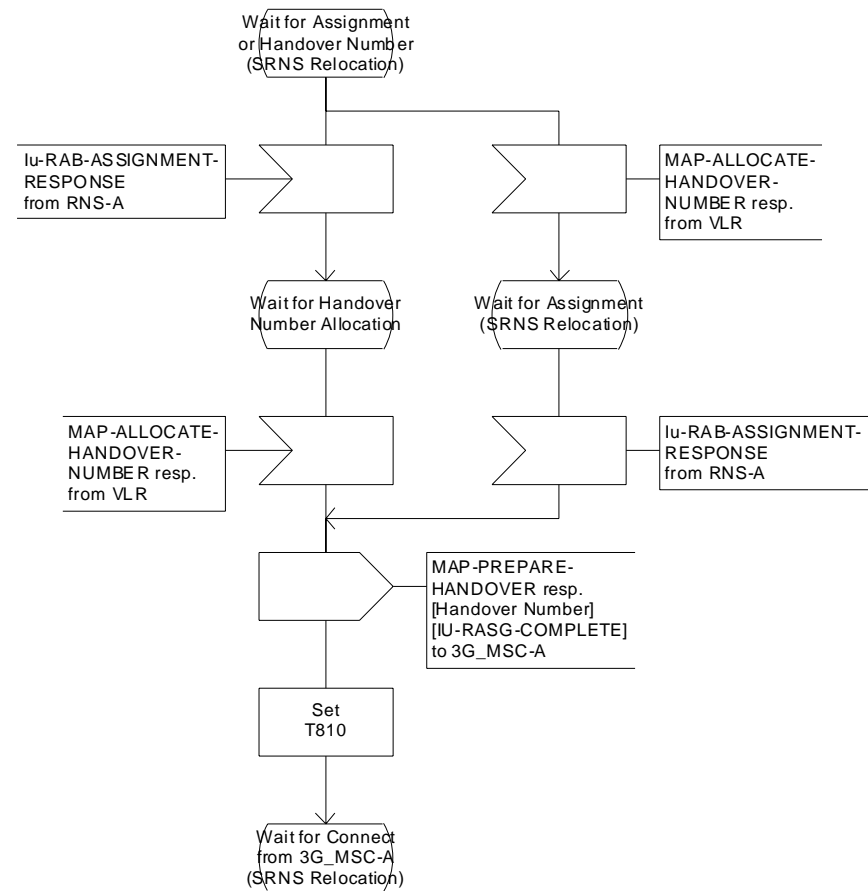 Wait for Assignment
or Handover Number
(SRNS Relocation)
Iu-RAB-ASSIGNMENT-
RESPONSE
from RNS-A
MAP-ALLOCATE-
HANDOVER-
NUMBER resp.
from VLR
Wait for Handover
Number Allocation
Wait for Assignment
(SRNS Relocation)
MAP-ALLOCATE-
HANDOVER-
NUMBER resp.
from VLR
Iu-RAB-ASSIGNMENT-
RESPONSE
from RNS-A
MAP-PREPARE-
HANDOVER resp.
[Handover Number]
[IU-RASG-COMPLETE]
to 3G_MSC-A
Set
T810
Wait for Connect
from 3G_MSC-A
(SRNS Relocation)